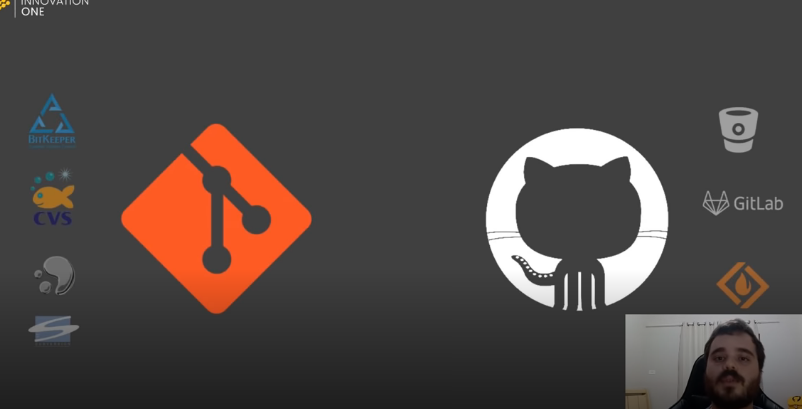 INNOVATION
ONE
BITKEEPER
CVS
GitLab